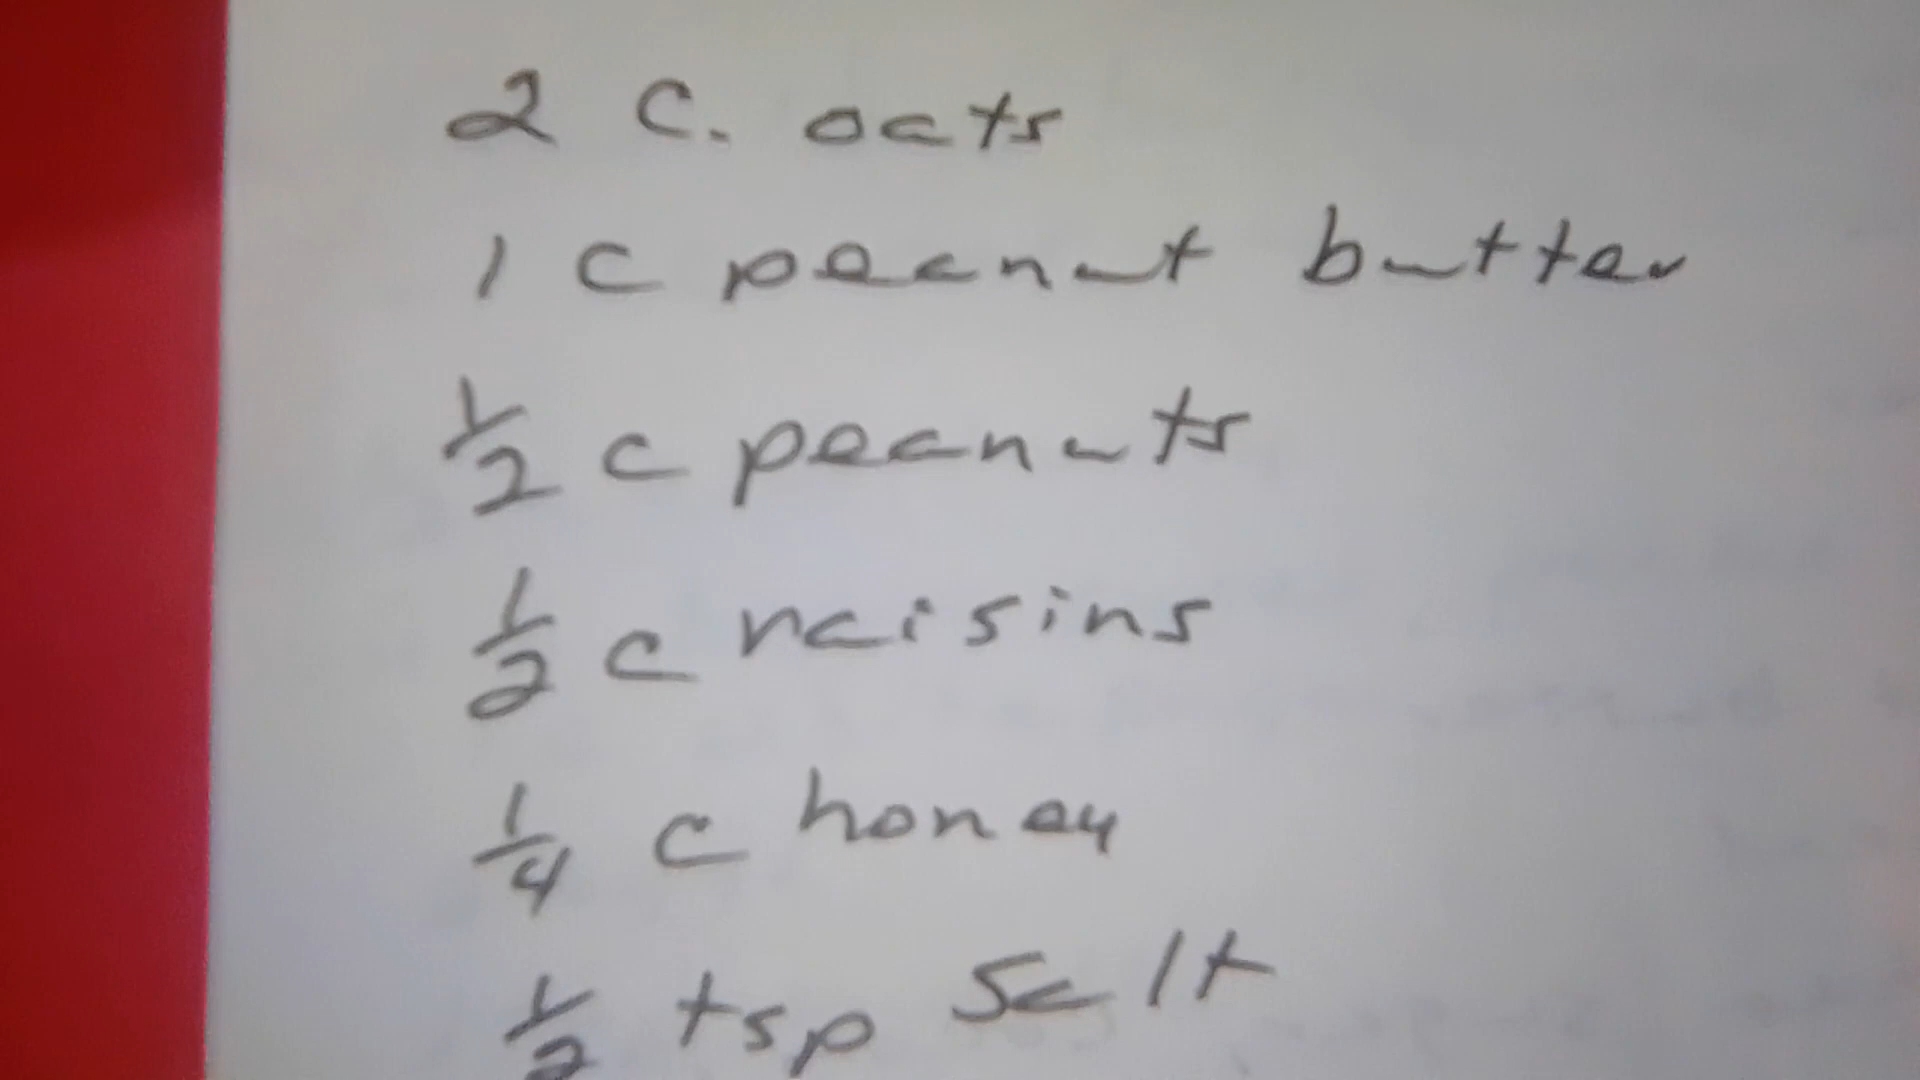 2 C. oats
1 c peanut butter
1/2 c peanuts
1/2 c raisins
1/4 c honey
1/2 tsp salt